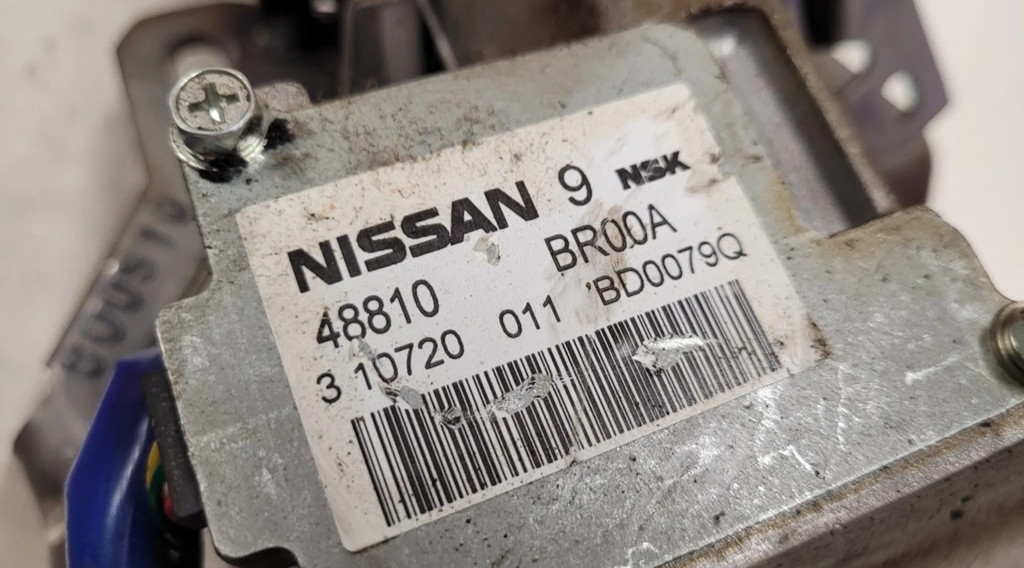 NISSAN 9 NSK
48810 BR00A
3 10720 011 'BD0079Q